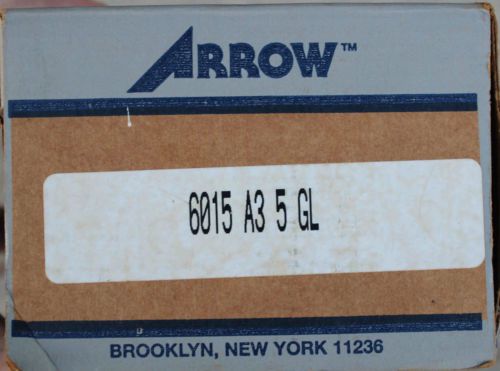 ARROW™
6015 A3 5 GL
BROOKLYN, NEW YORK 11236